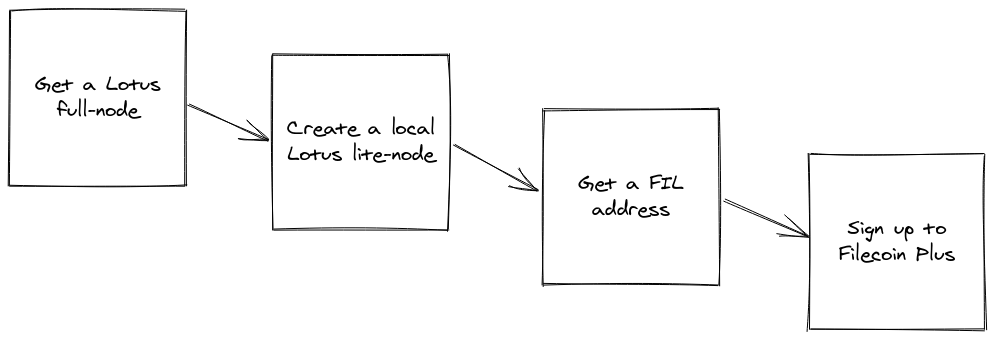 Get a Lotus
full-node
Create a local
Lotus lite-node
Get a FIL
address
Sign up to
Filecoin Plus